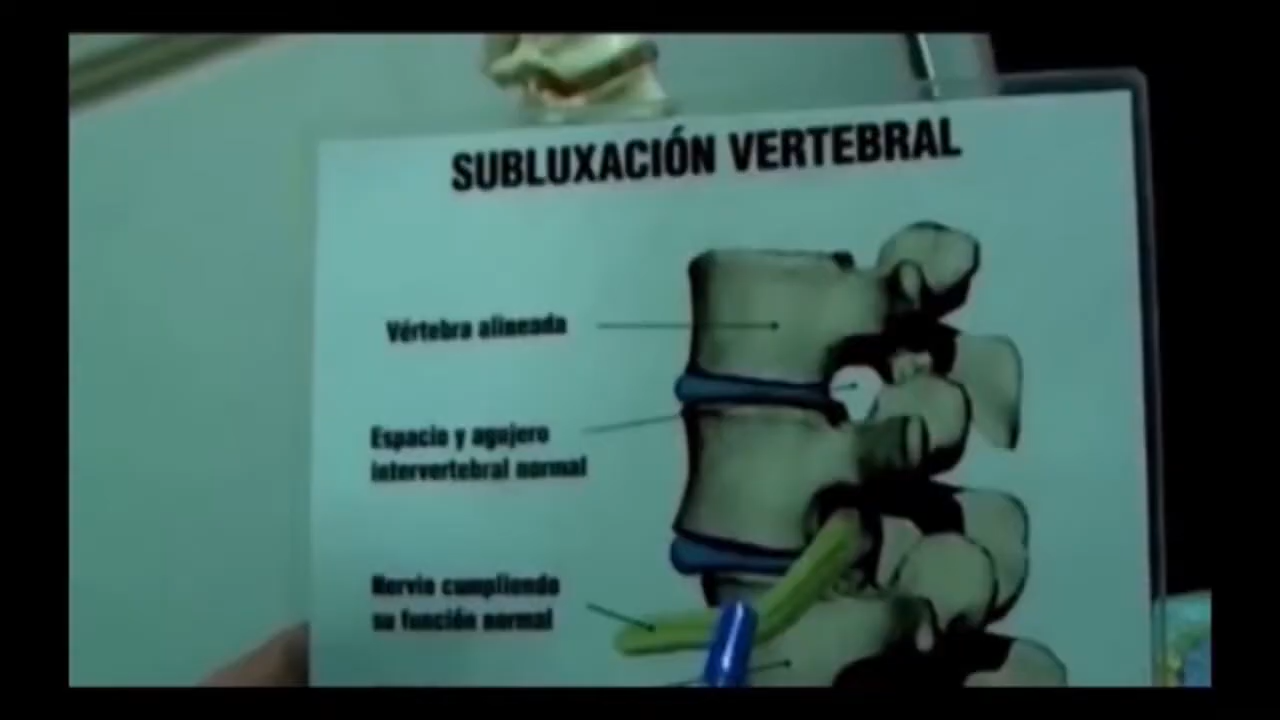 SUBLUXACIÓN VERTEBRAL
Vértebra alineada
Espacio y agujero
intervertebral normal
Nervio cumpliendo
su función normal